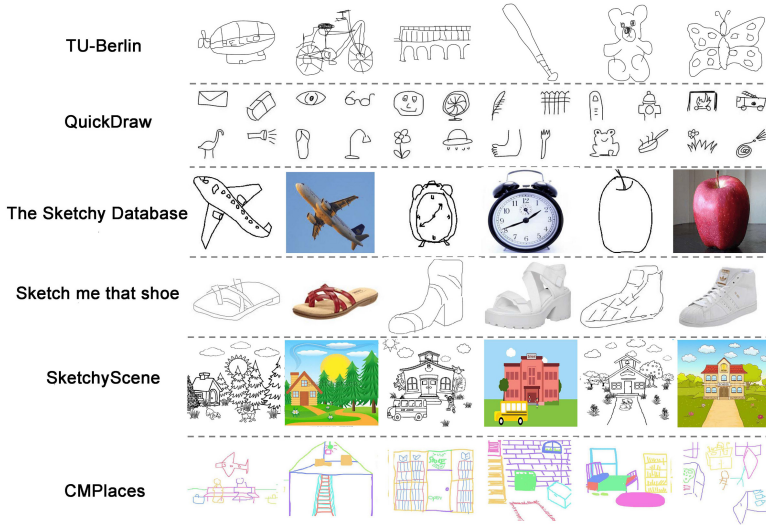 TU-Berlin
QuickDraw
The Sketchy Database
Sketch me that shoe
SketchyScene
CMPlaces